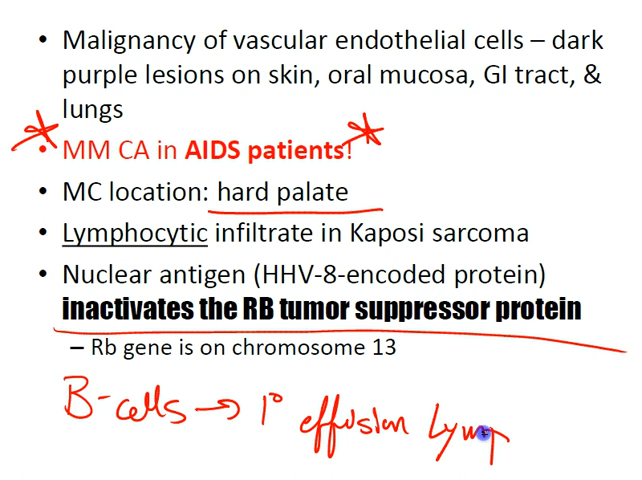 • Malignancy of vascular endothelial cells – dark
purple lesions on skin, oral mucosa, GI tract, &
lungs
• MM CA in AIDS patients!
• MC location: hard palate
• Lymphocytic infiltrate in Kaposi sarcoma
• Nuclear antigen (HHV-8-encoded protein)
inactivates the RB tumor suppressor protein
– Rb gene is on chromosome 13
B-cells → 1° effusion Lymp